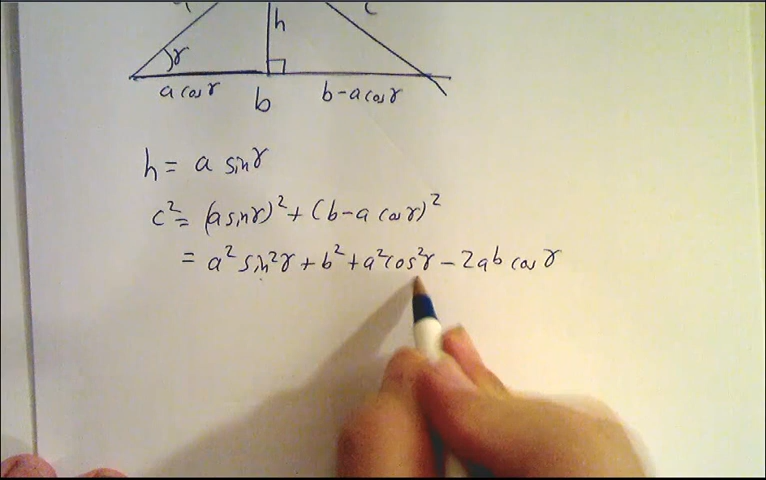 h c
γ
a cos γ b b-a cos γ
h = a sin γ
c² = (a sin γ)² + (b-a cos γ)²
= a² sin² γ + b² + a² cos² γ - 2ab cos γ